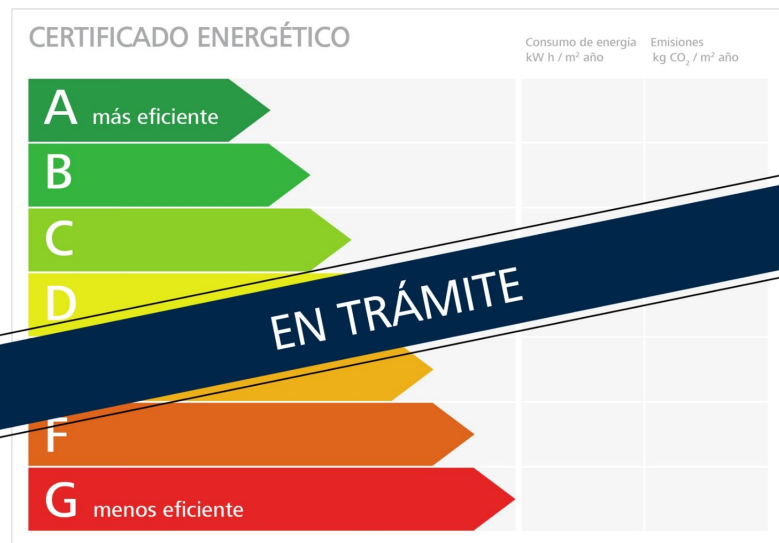 CERTIFICADO ENERGÉTICO
Consumo de energía
kW h / m² año
Emisiones
kg CO₂ / m² año
A más eficiente
B
C
D
EN TRÁMITE
F
G menos eficiente